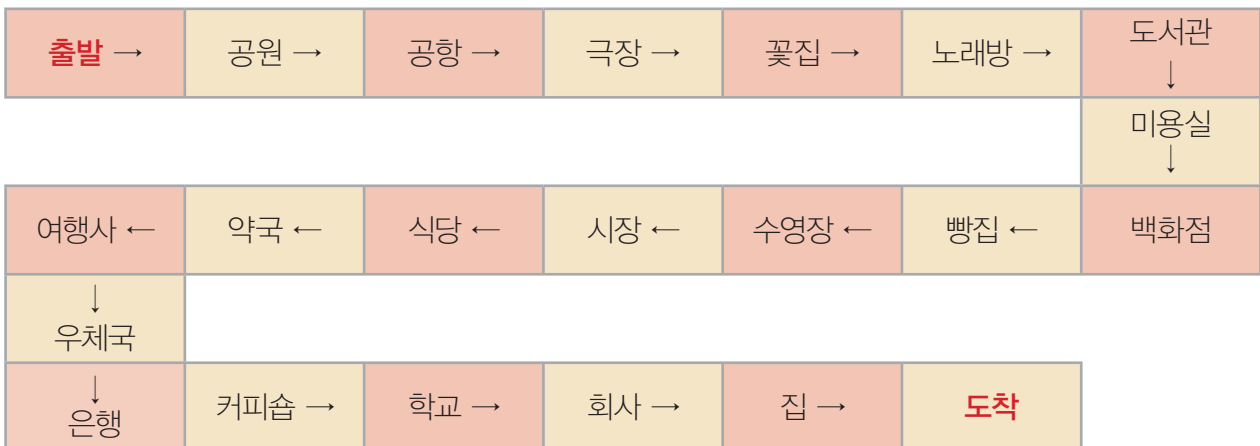 출발 → 공원 → 공항 → 극장 → 꽃집 → 노래방 → 도서관
↓
미용실
↓
여행사 ← 약국 ← 식당 ← 시장 ← 수영장 ← 빵집 ← 백화점
↓
우체국
↓
은행 커피숍 → 학교 → 회사 → 집 → 도착